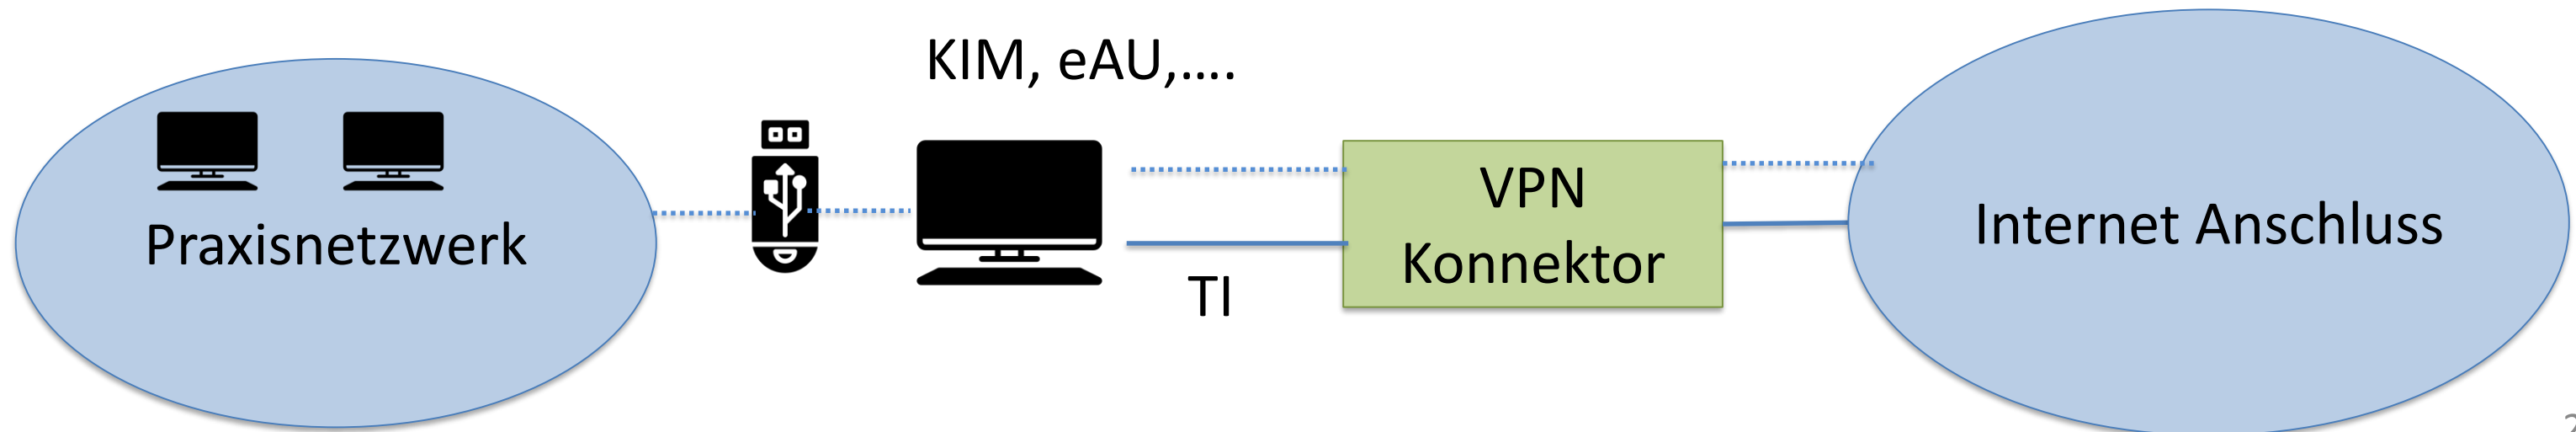 KIM, eAU,....
Praxisnetzwerk
TI
VPN
Konnektor
Internet Anschluss